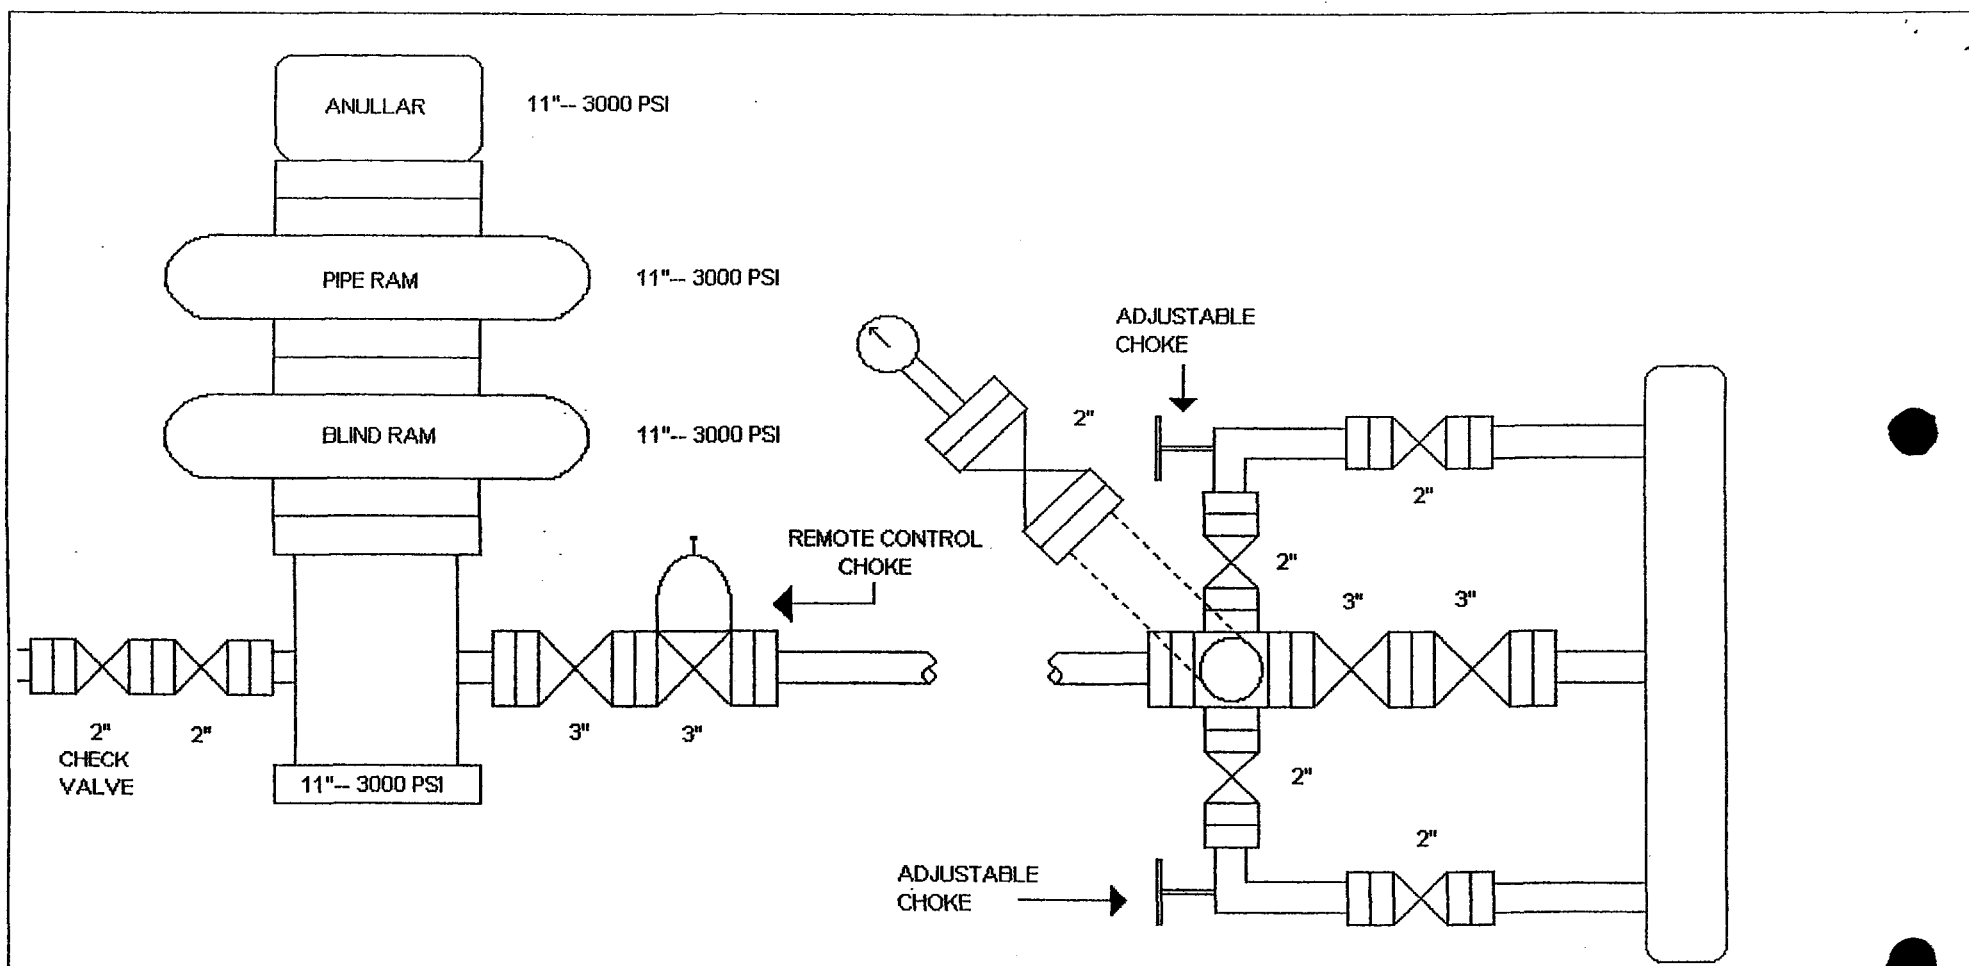 ANULLAR
11"-- 3000 PSI
PIPE RAM
11"-- 3000 PSI
BLIND RAM
11"-- 3000 PSI
11"-- 3000 PSI
2"
CHECK
VALVE
2"
3"
3"
REMOTE CONTROL
CHOKE
2"
ADJUSTABLE
CHOKE
2"
2"
3"
3"
2"
2"
ADJUSTABLE
CHOKE